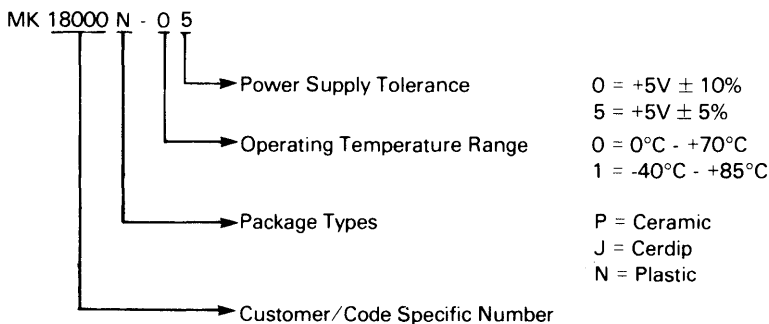 MK 18000 N - 0 5
Power Supply Tolerance 0 = +5V ± 10%
5 = +5V ± 5%
Operating Temperature Range 0 = 0°C - +70°C
1 = -40°C - +85°C
Package Types P = Ceramic
J = Cerdip
N = Plastic
Customer/Code Specific Number